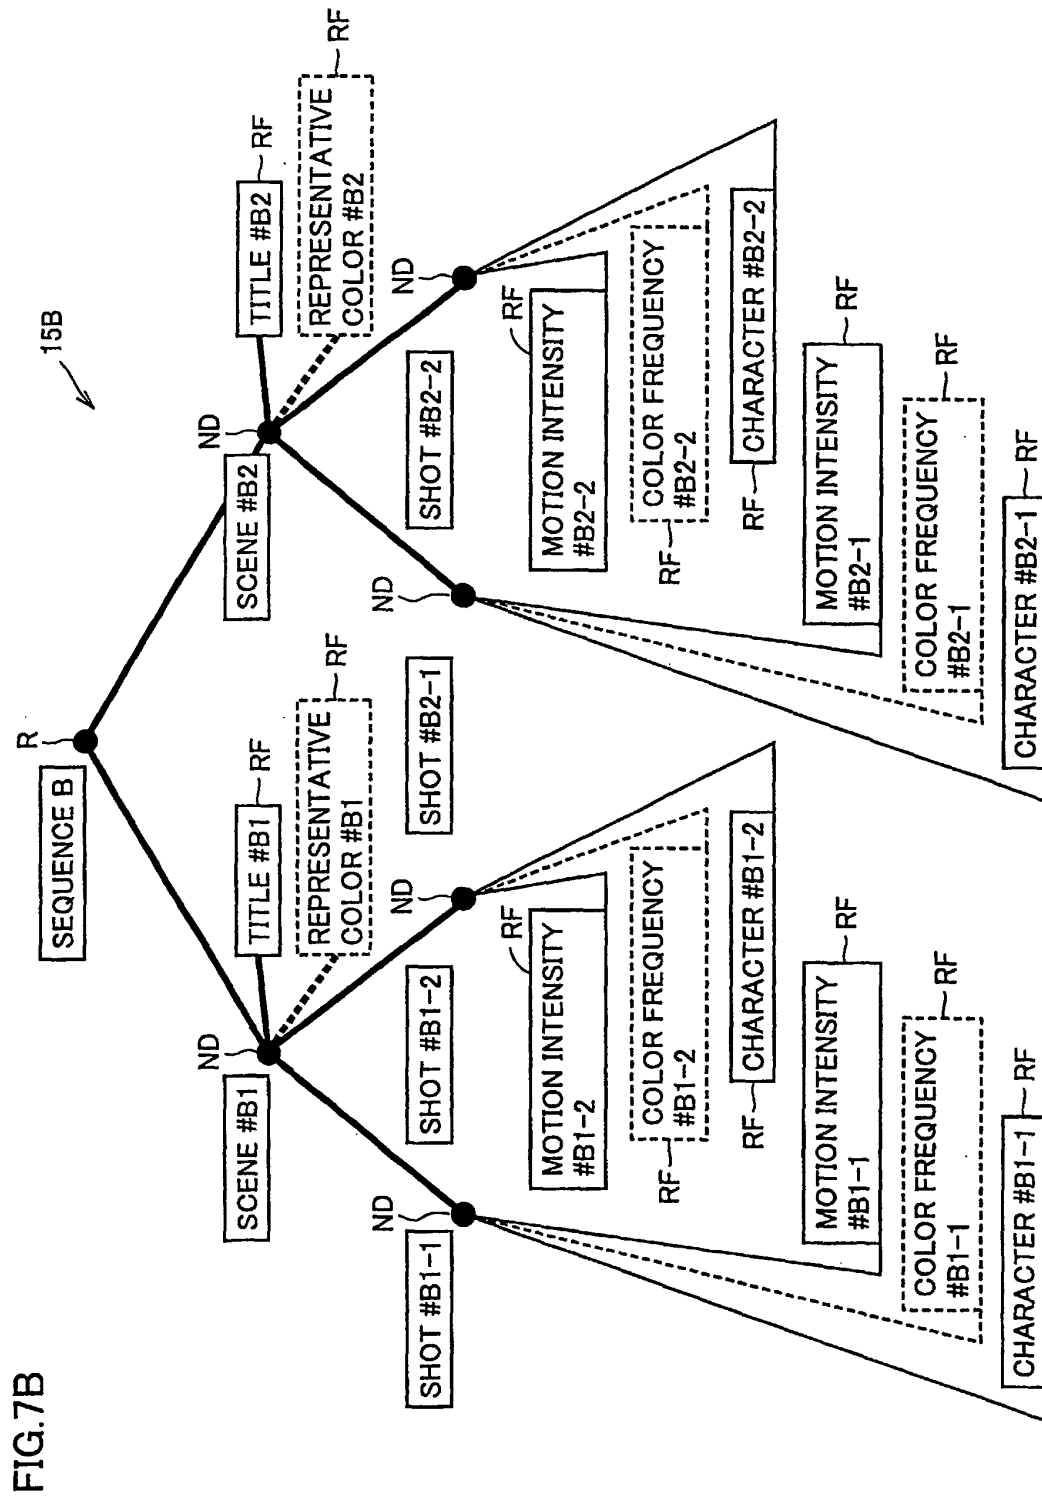 FIG.7B
15B
R
SEQUENCE B
ND
SCENE #B1
TITLE #B1
RF
REPRESENTATIVE
COLOR #B1
RF
ND
SCENE #B2
TITLE #B2
RF
REPRESENTATIVE
COLOR #B2
RF
ND
SHOT #B1-1
ND
SHOT #B1-2
ND
SHOT #B2-1
ND
SHOT #B2-2
RF
MOTION INTENSITY
#B1-2
RF
COLOR FREQUENCY
#B1-2
RF
CHARACTER #B1-2
RF
MOTION INTENSITY
#B2-2
RF
COLOR FREQUENCY
#B2-2
RF
CHARACTER #B2-2
MOTION INTENSITY
#B1-1
RF
COLOR FREQUENCY
#B1-1
RF
CHARACTER #B1-1
RF
MOTION INTENSITY
#B2-1
RF
COLOR FREQUENCY
#B2-1
RF
CHARACTER #B2-1
RF